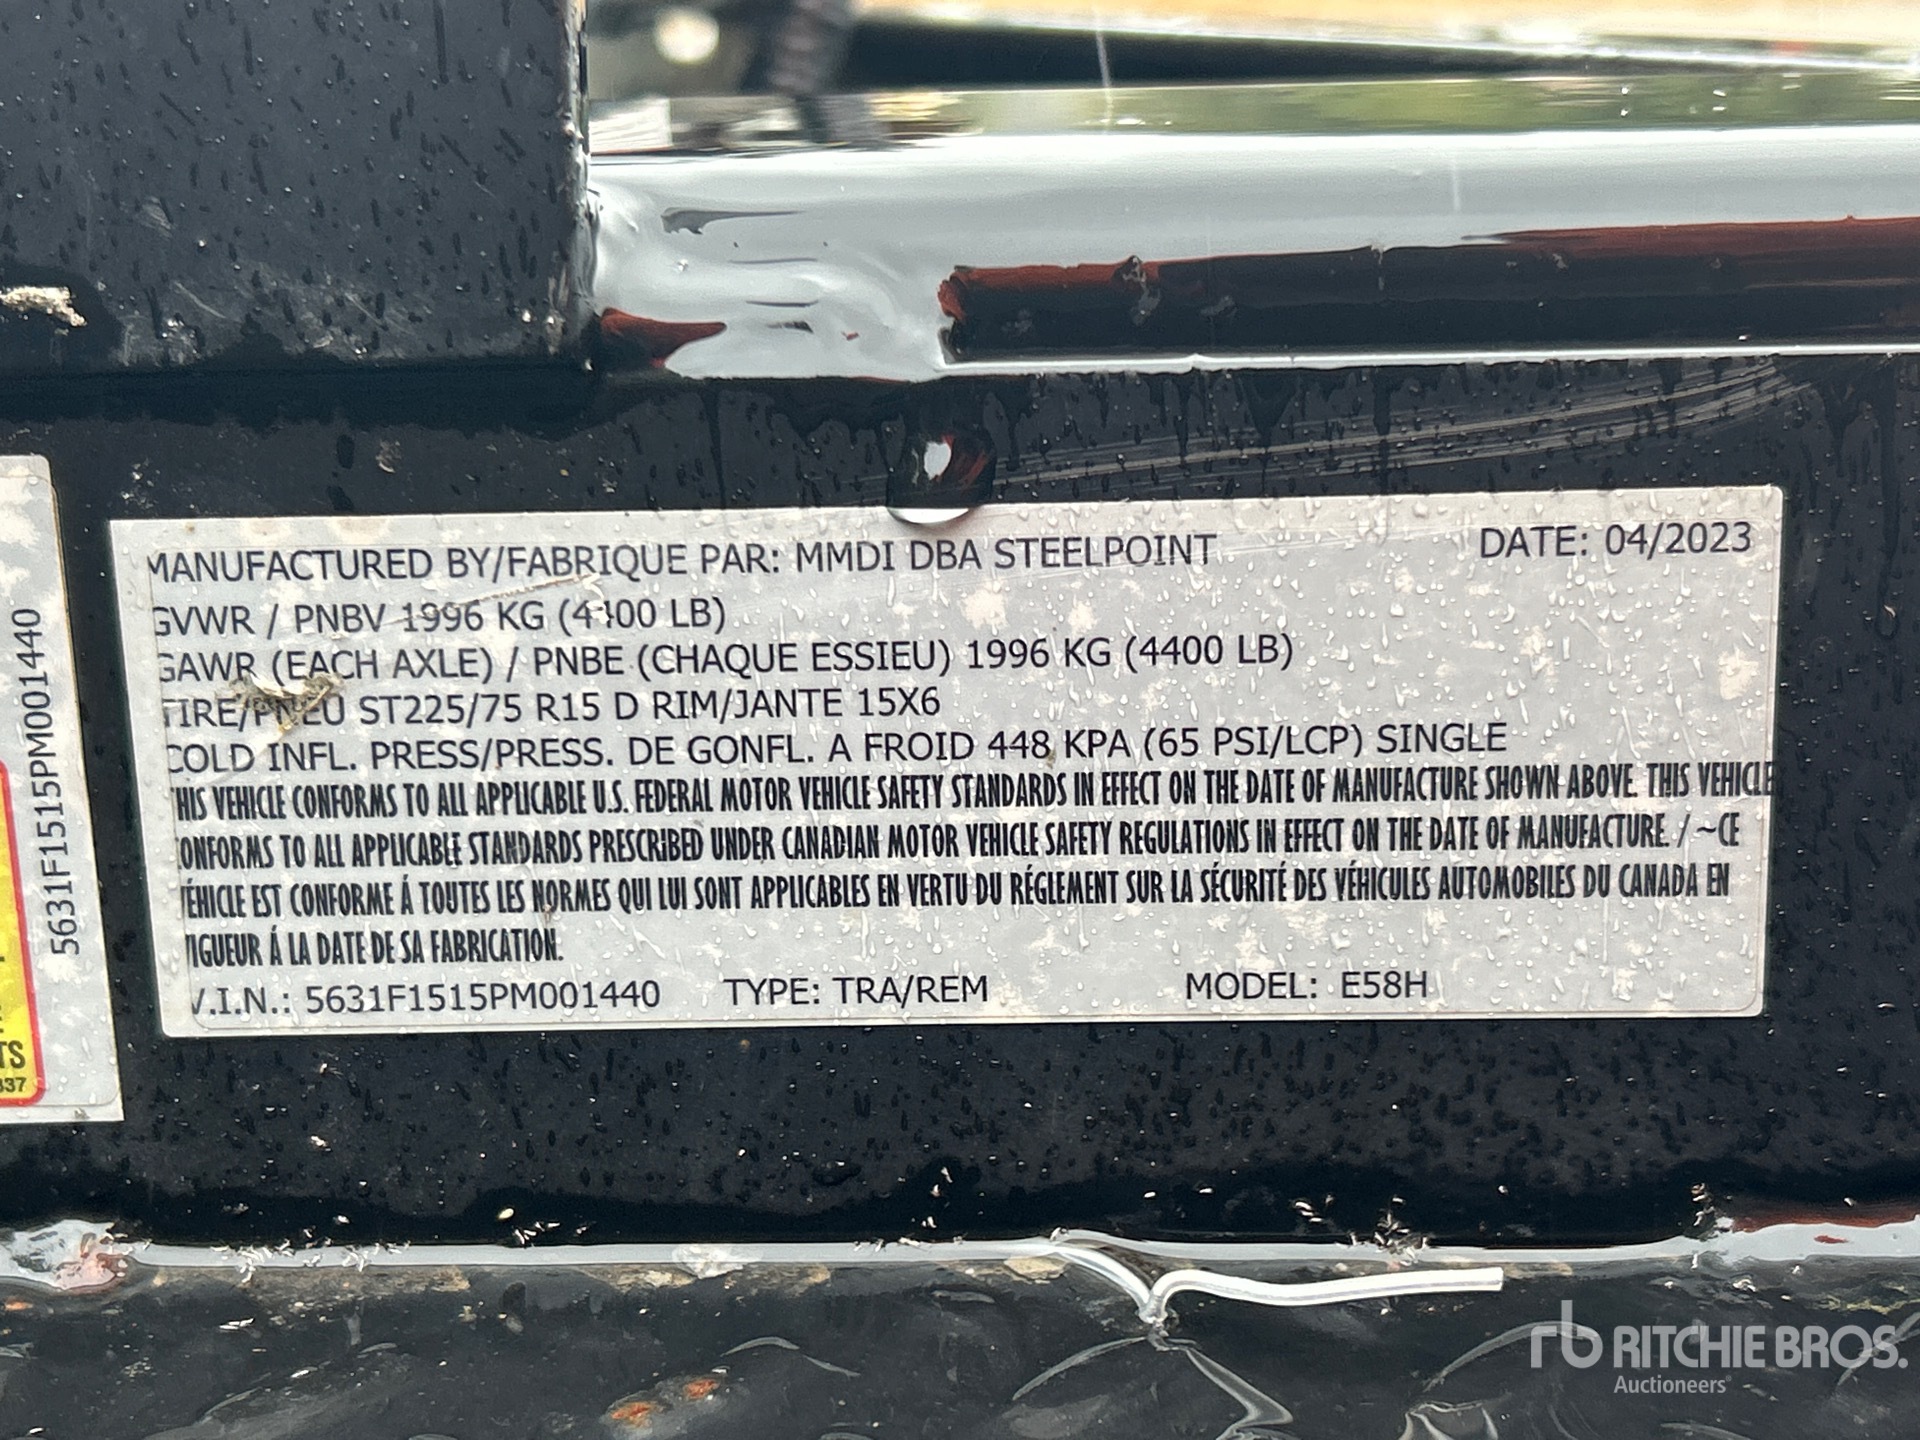 MANUFACTURED BY/FABRIQUE PAR: MMDI DBA STEELPOINT DATE: 04/2023
GVWR / PNBV 1996 KG (4400 LB)
GAWR (EACH AXLE) / PNBE (CHAQUE ESSIEU) 1996 KG (4400 LB)
TIRE/PNEU ST225/75 R15 D RIM/JANTE 15X6
COLD INFL. PRESS/PRESS. DE GONFL. A FROID 448 KPA (65 PSI/LCP) SINGLE
THIS VEHICLE CONFORMS TO ALL APPLICABLE U.S. FEDERAL MOTOR VEHICLE SAFETY STANDARDS IN EFFECT ON THE DATE OF MANUFACTURE SHOWN ABOVE. THIS VEHICLE
CONFORMS TO ALL APPLICABLE STANDARDS PRESCRIBED UNDER CANADIAN MOTOR VEHICLE SAFETY REGULATIONS IN EFFECT ON THE DATE OF MANUFACTURE. / ~CE
VÉHICLE EST CONFORME Á TOUTES LES NORMES QUI LUI SONT APPLICABLES EN VERTU DU RÉGLEMENT SUR LA SÉCURITÉ DES VÉHICULES AUTOMOBILES DU CANADA EN
VIGUEUR Á LA DATE DE SA FABRICATION.
V.I.N.: 5631F1515PM001440 TYPE: TRA/REM MODEL: E58H
5631F1515PM001440
TS
337
rb RITCHIE BROS.
Auctioneers